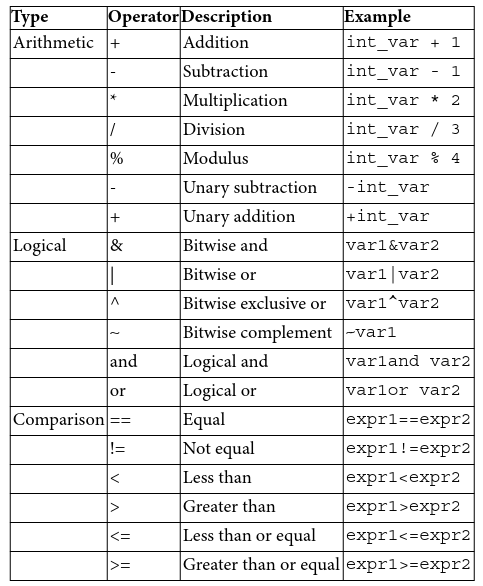 Type Operator Description Example
Arithmetic + Addition int_var + 1
- Subtraction int_var - 1
* Multiplication int_var * 2
/ Division int_var / 3
% Modulus int_var % 4
- Unary subtraction -int_var
+ Unary addition +int_var
Logical & Bitwise and var1&var2
| Bitwise or var1|var2
^ Bitwise exclusive or var1^var2
~ Bitwise complement ~var1
and Logical and var1and var2
or Logical or var1or var2
Comparison == Equal expr1==expr2
!= Not equal expr1!=expr2
< Less than expr1<expr2
> Greater than expr1>expr2
<= Less than or equal expr1<=expr2
>= Greater than or equal expr1>=expr2